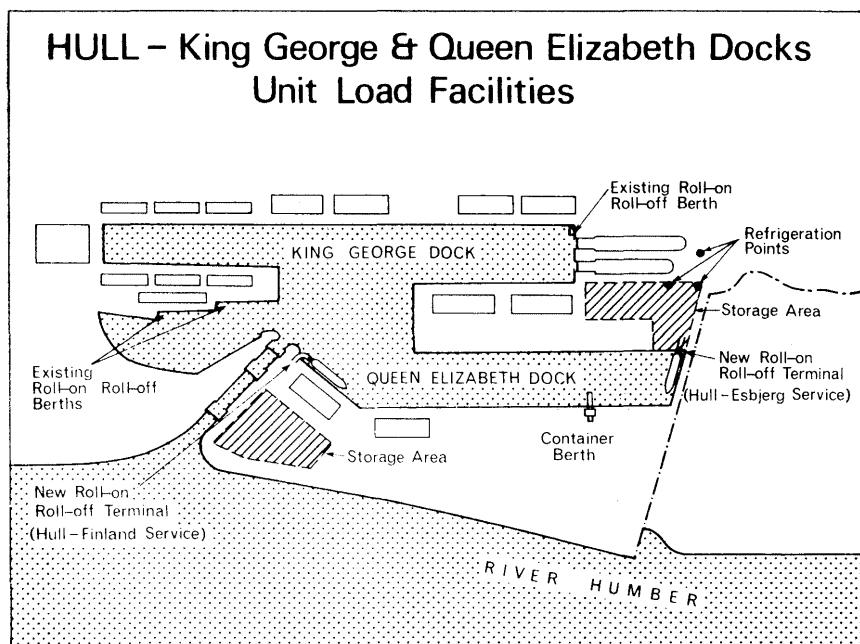 HULL – King George & Queen Elizabeth Docks
Unit Load Facilities
Existing Roll-on
Roll-off Berth
Refrigeration
Points
KING GEORGE DOCK
Storage Area
Existing
Roll-on Roll-off
Berths
New Roll-on
Roll-off Terminal
(Hull-Esbjerg Service)
QUEEN ELIZABETH DOCK
Container
Berth
Storage Area
New Roll-on
Roll-off Terminal
(Hull-Finland Service)
RIVER HUMBER